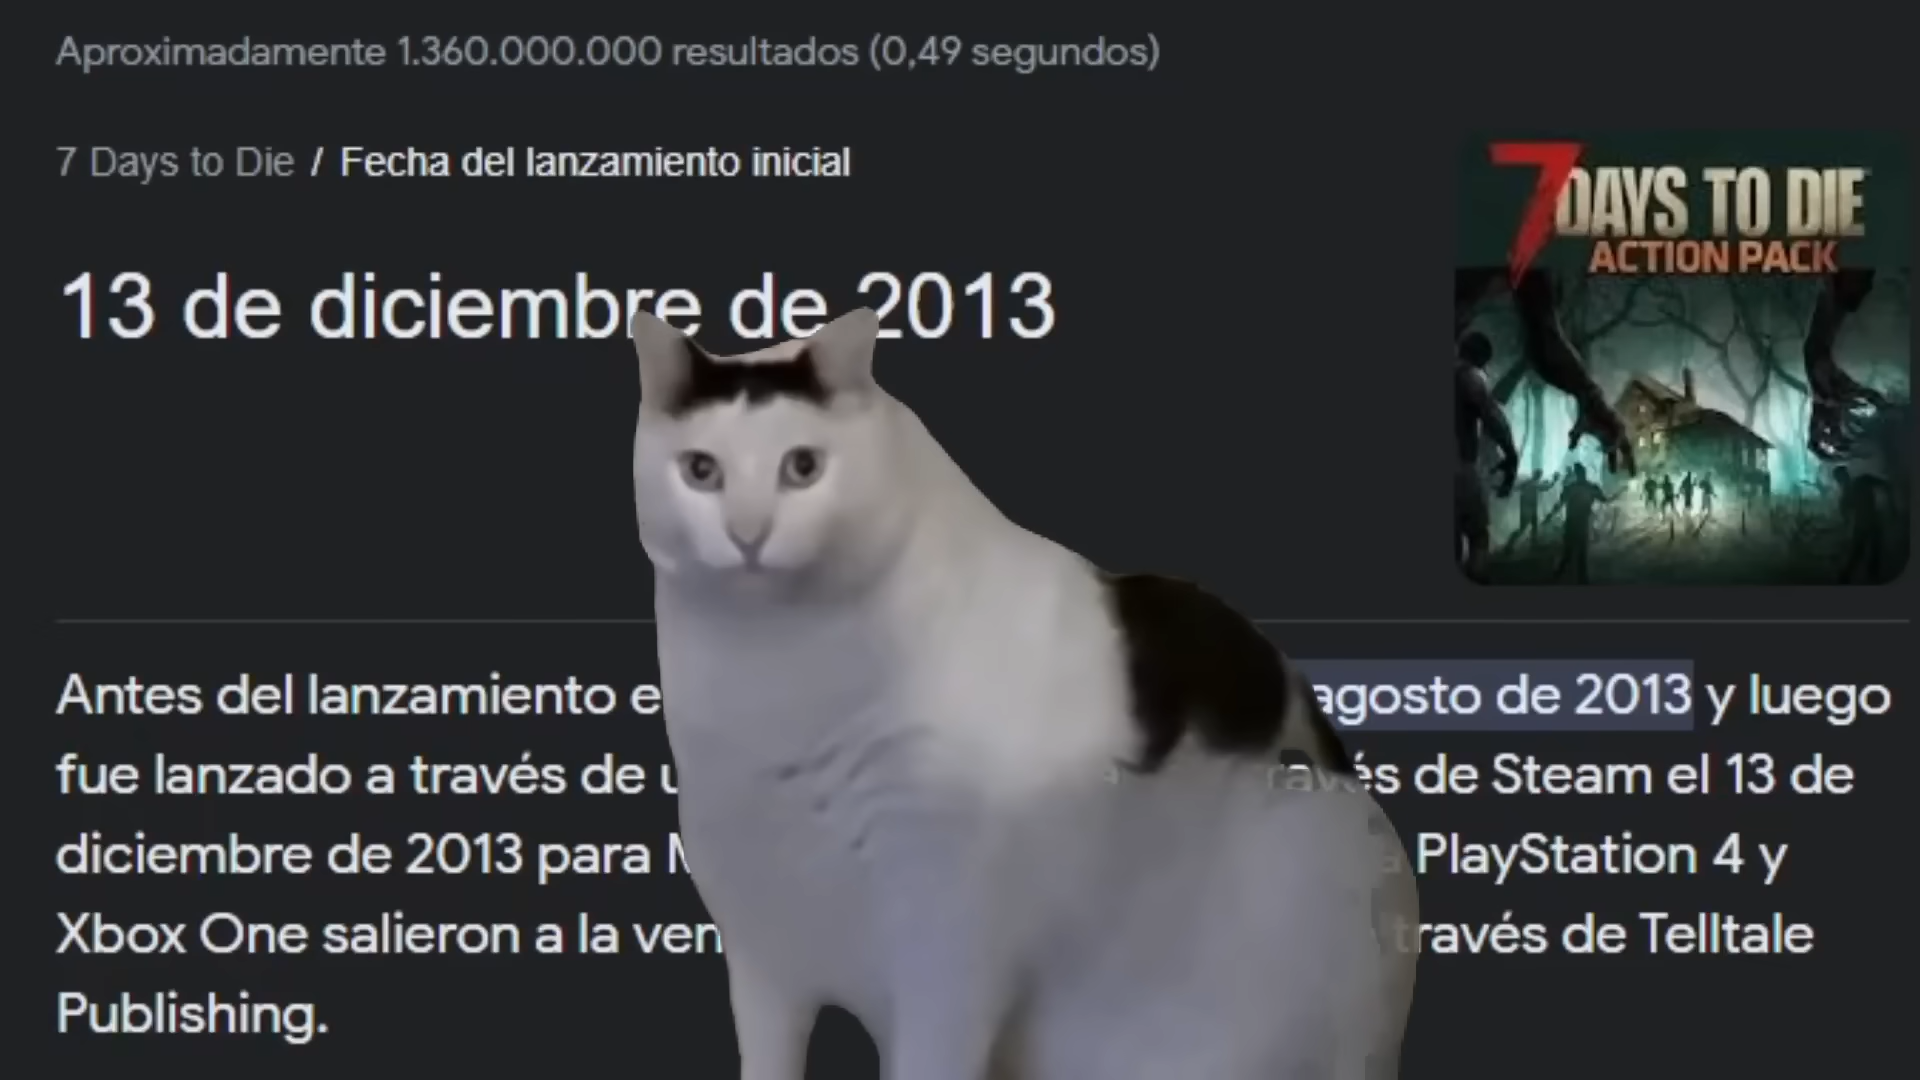 Aproximadamente 1.360.000.000 resultados (0,49 segundos)
7 Days to Die / Fecha del lanzamiento inicial
13 de diciembre de 2013
7 DAYS TO DIE
ACTION PACK
Antes del lanzamiento agosto de 2013 y luego
fue lanzado a través de través de Steam el 13 de
diciembre de 2013 para PlayStation 4 y
Xbox One salieron a la través de Telltale
Publishing.